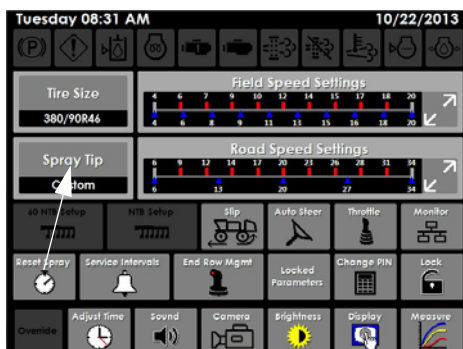 Tuesday 08:31 AM 10/22/2013
(P)
Tire Size
380/90R46
Field Speed Settings
4 6 7 9 10 12 14 15 17 18 20
4 6 8 9 11 13 15 16 18 20
Spray Tip
Custom
Road Speed Settings
6 9 12 14 17 20 23 26 28 31 34
6 13 20 27 34
60 NTB Setup
NTB Setup
Slip
Auto Steer
Throttle
Monitor
Reset Spray
Service Intervals
End Row Mgmt
Locked
Parameters
Change PIN
Lock
Override
Adjust Time
Sound
Camera
Brightness
Display
Measure